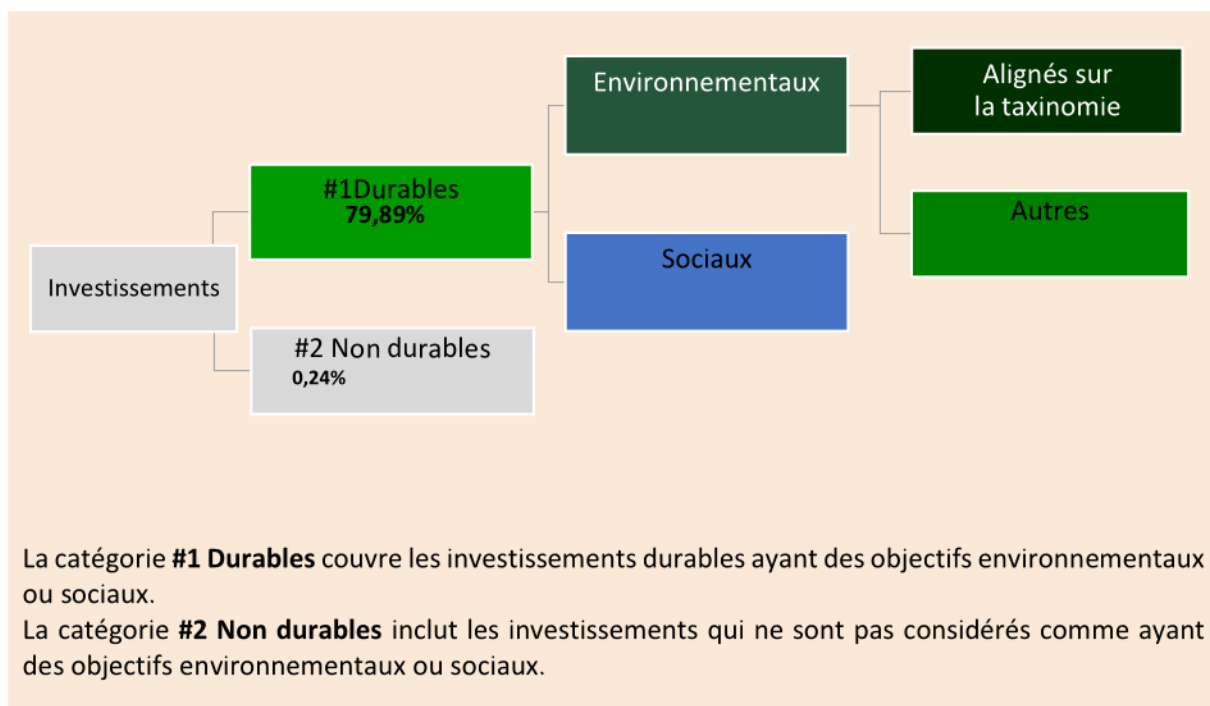 Environnementaux
Alignés sur
la taxinomie
#1Durables
79,89%
Autres
Sociaux
Investissements
#2 Non durables
0,24%
La catégorie #1 Durables couvre les investissements durables ayant des objectifs environnementaux
ou sociaux.
La catégorie #2 Non durables inclut les investissements qui ne sont pas considérés comme ayant
des objectifs environnementaux ou sociaux.